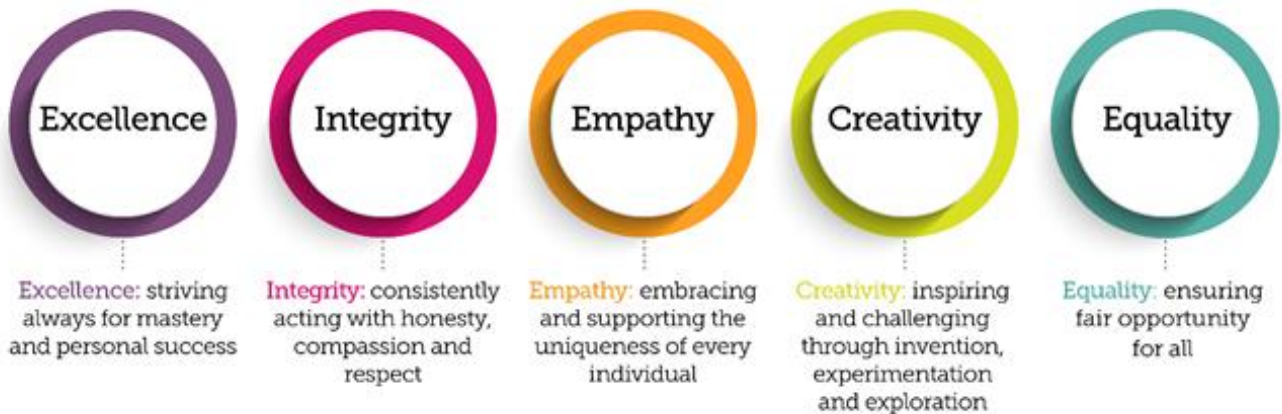 Excellence
Integrity
Empathy
Creativity
Equality
Excellence: striving
always for mastery
and personal success
Integrity: consistently
acting with honesty,
compassion and
respect
Empathy: embracing
and supporting the
uniqueness of every
individual
Creativity: inspiring
and challenging
through invention,
experimentation
and exploration
Equality: ensuring
fair opportunity
for all